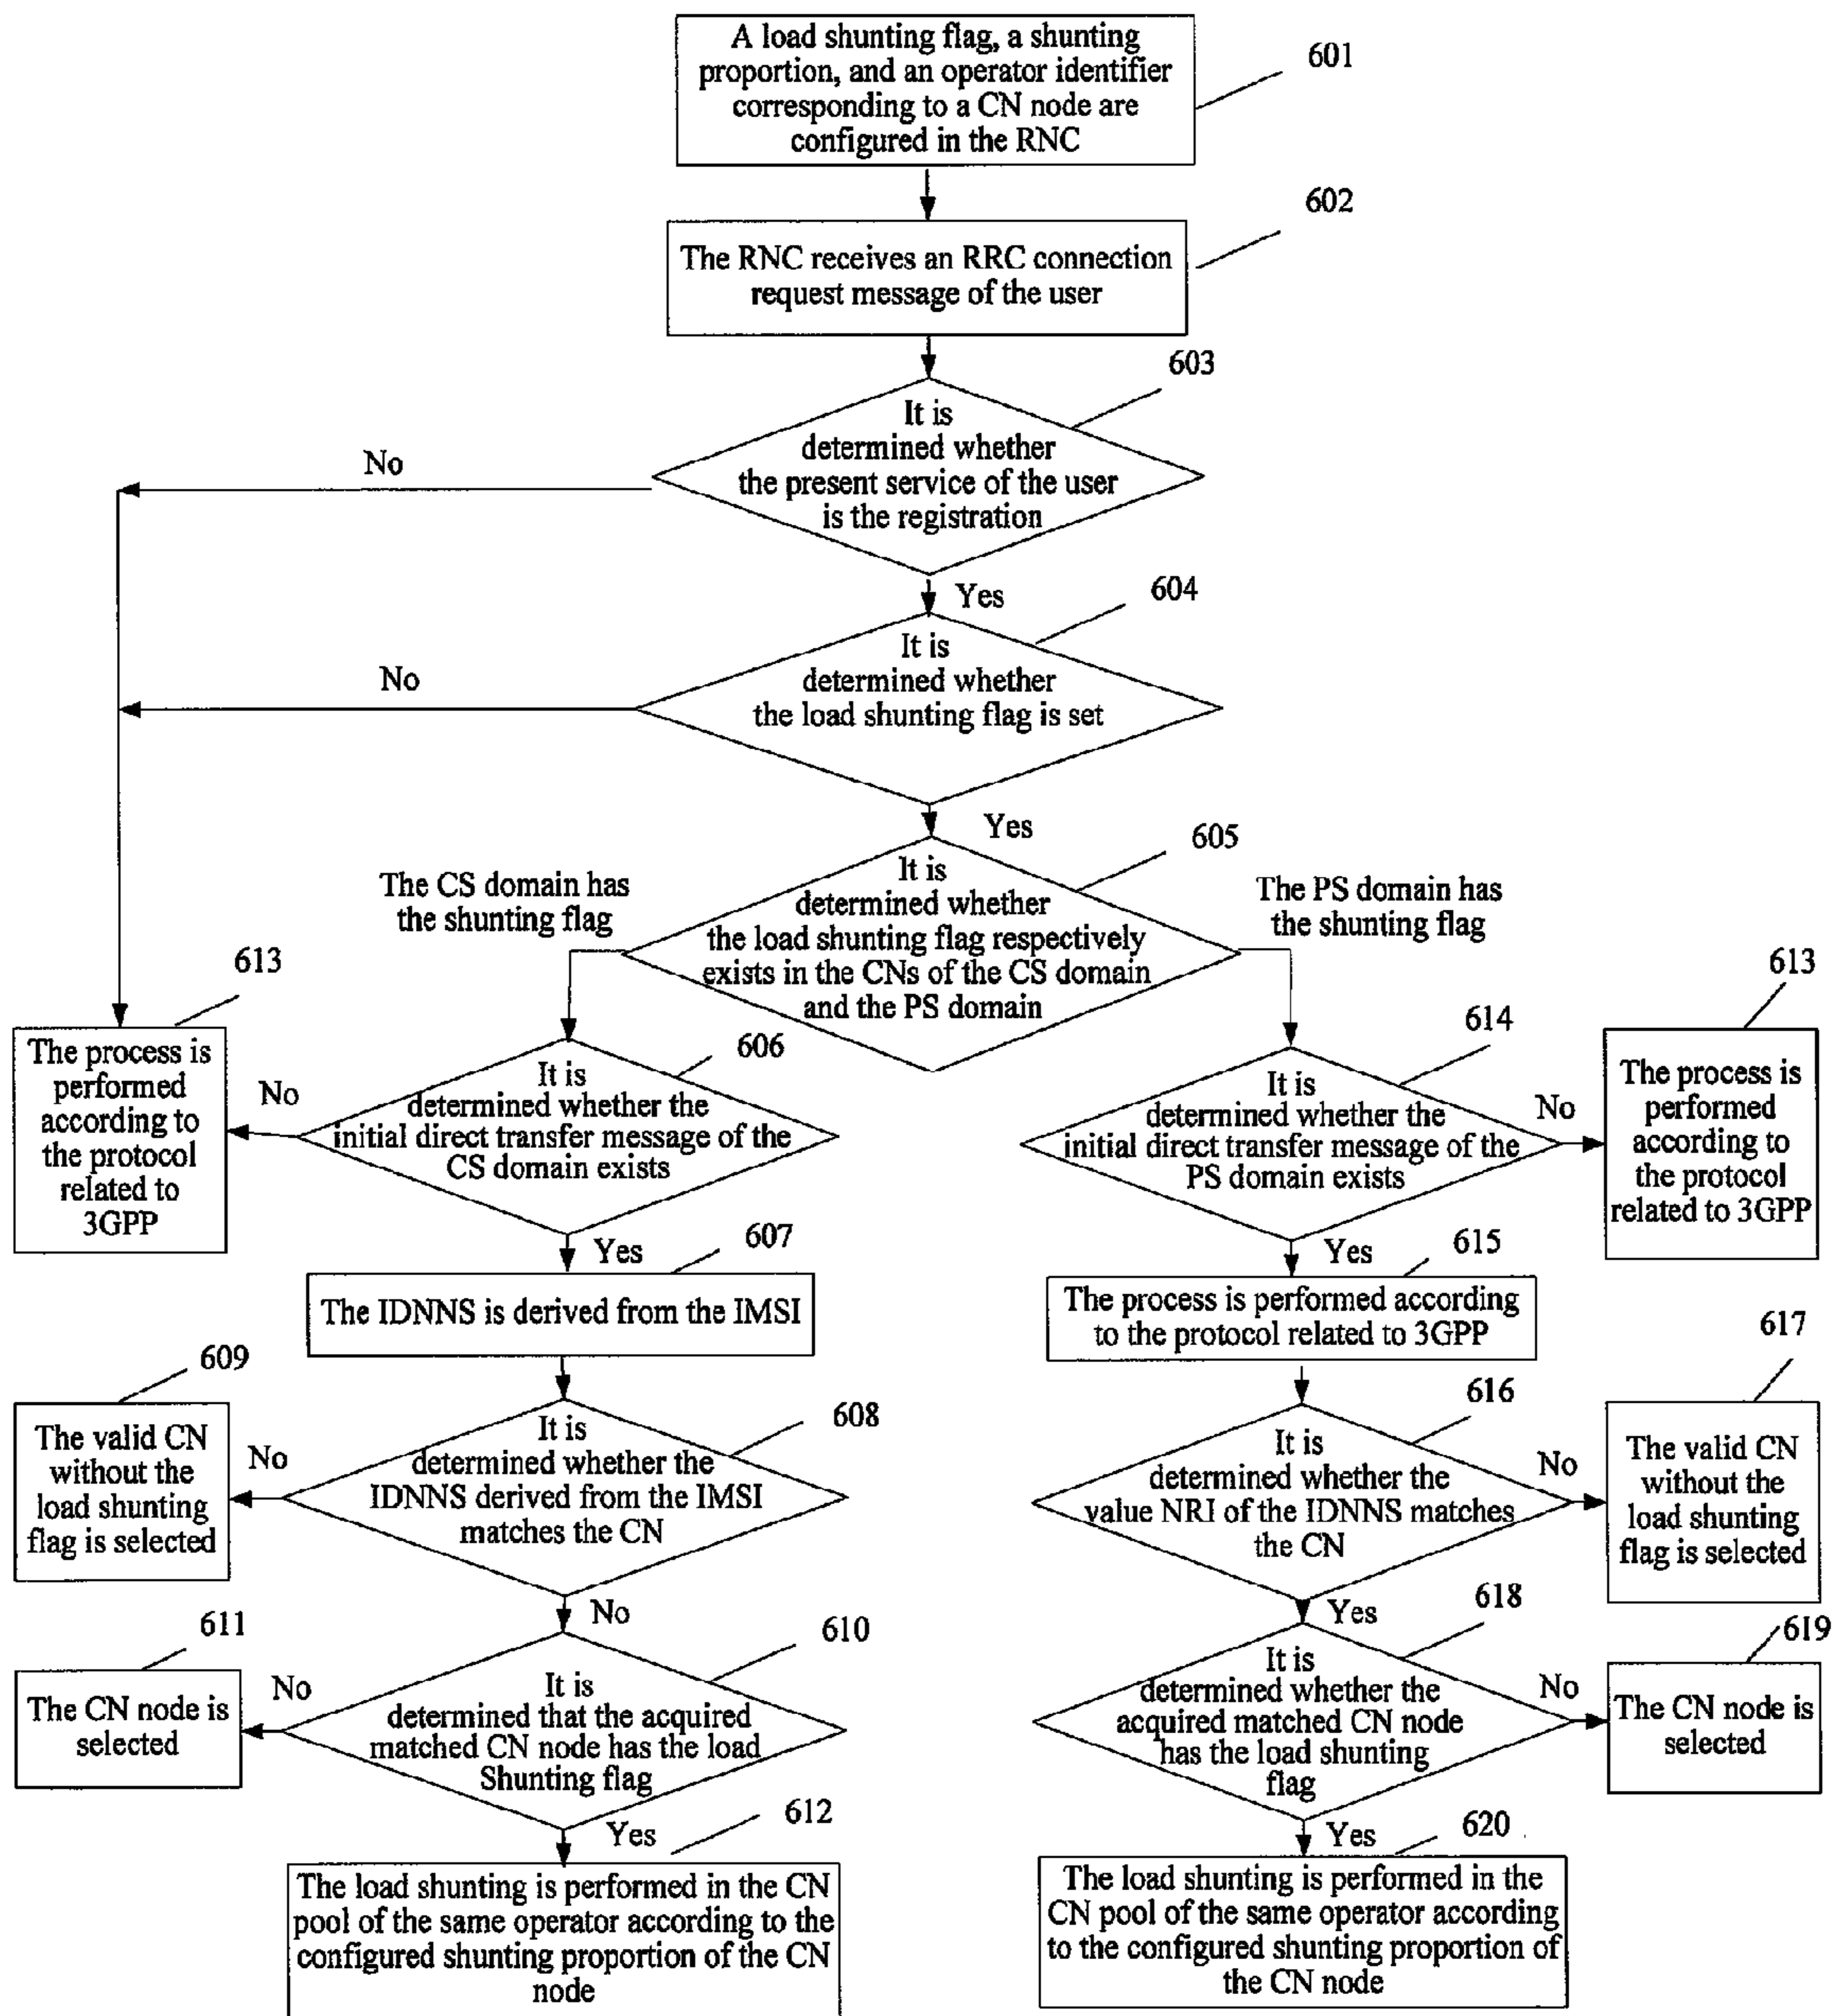 A load shunting flag, a shunting
proportion, and an operator identifier
corresponding to a CN node are
configured in the RNC
601
602
The RNC receives an RRC connection
request message of the user
603
It is
determined whether
the present service of the user
is the registration
No
Yes
604
It is
determined whether
the load shunting flag is set
No
Yes
605
It is
determined whether
the load shunting flag respectively
exists in the CNs of the CS domain
and the PS domain
The CS domain has
the shunting flag
The PS domain has
the shunting flag
613
The process is
performed
according to
the protocol
related to
3GPP
No
606
It is
determined whether the
initial direct transfer message of the
CS domain exists
614
It is
determined whether the
initial direct transfer message of the
PS domain exists
No
613
The process is
performed
according to
the protocol
related to 3GPP
Yes
607
The IDNNS is derived from the IMSI
Yes
615
The process is performed according
to the protocol related to 3GPP
609
The valid CN
without the
load shunting
flag is selected
No
608
It is
determined whether the
IDNNS derived from the IMSI
matches the CN
616
It is
determined whether the
value NRI of the IDNNS matches
the CN
No
617
The valid CN
without the
load shunting
flag is selected
No
Yes
611
The CN node is
selected
No
610
It is
determined that the acquired
matched CN node has the load
Shunting flag
618
It is
determined whether the
acquired matched CN node
has the load shunting
flag
No
619
The CN node is
selected
Yes
612
The load shunting is performed in the CN
pool of the same operator according to the
configured shunting proportion of the CN
node
Yes
620
The load shunting is performed in the
CN pool of the same operator according
to the configured shunting proportion of
the CN node